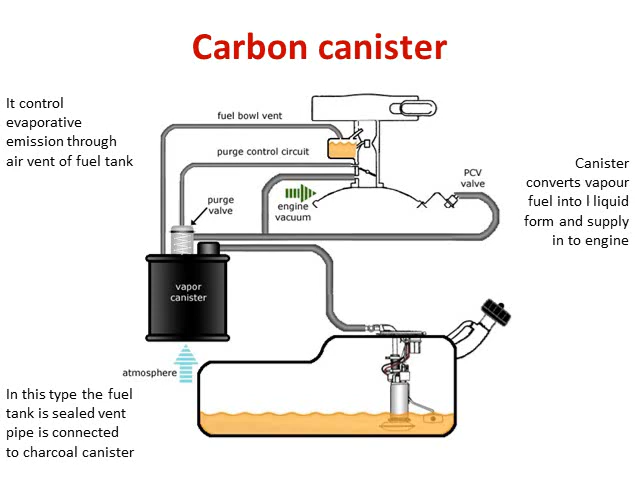 Carbon canister
It control
evaporative
emission through
air vent of fuel tank
fuel bowl vent
purge control circuit
PCV
valve
Canister
converts vapour
fuel into l liquid
form and supply
in to engine
purge
valve
engine
vacuum
vapor
canister
atmosphere
In this type the fuel
tank is sealed vent
pipe is connected
to charcoal canister